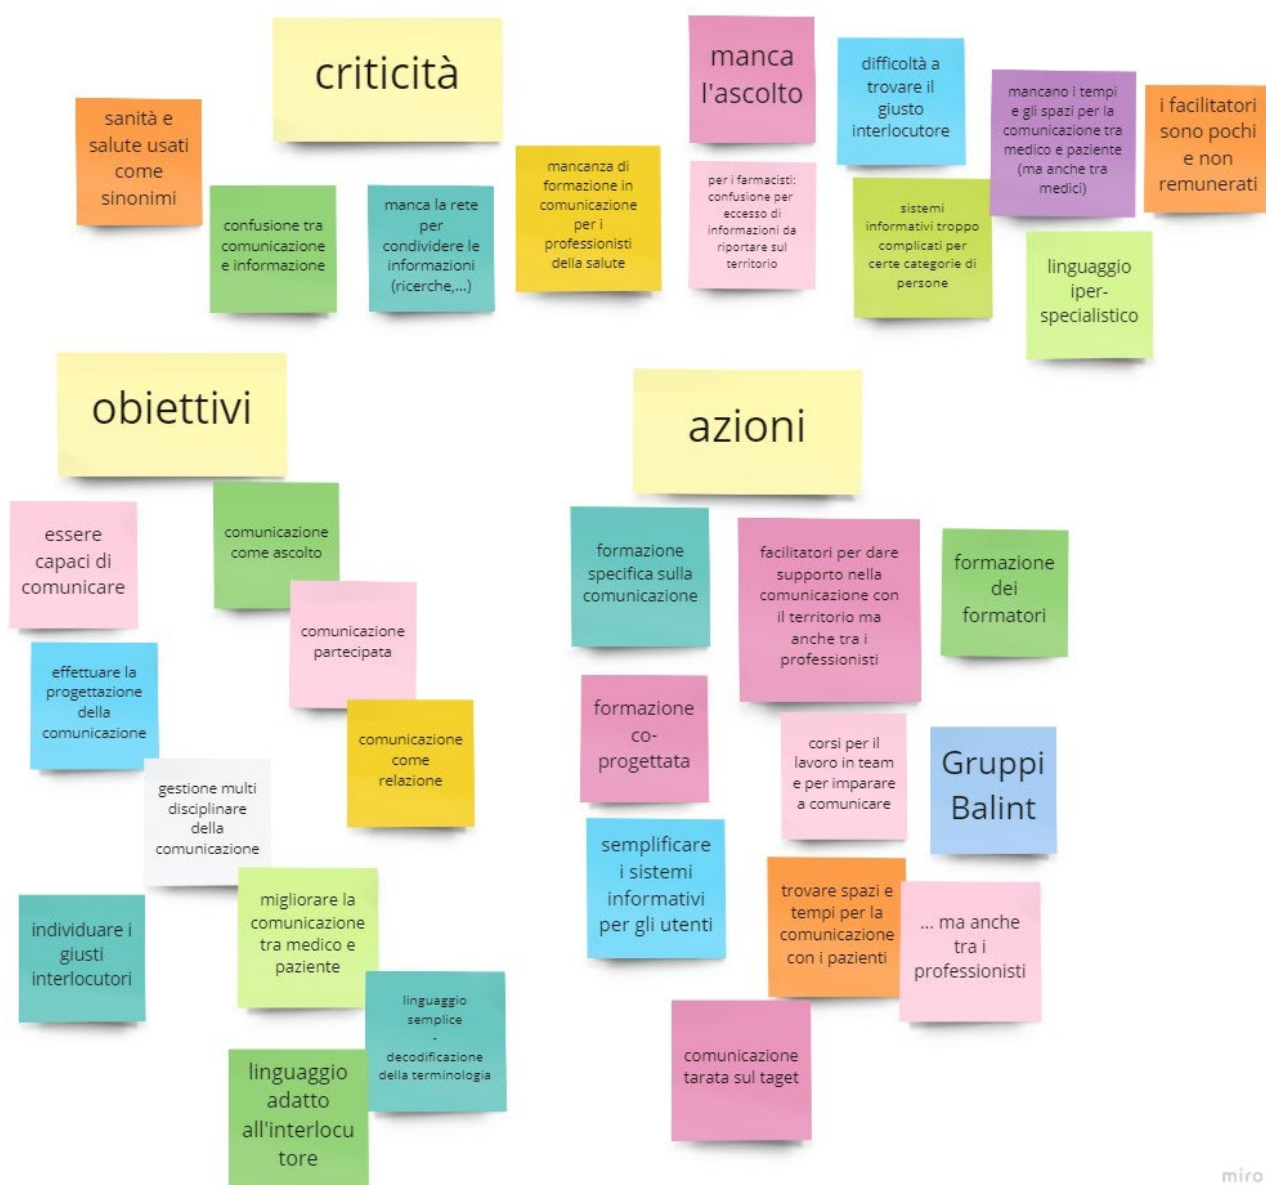 criticità
sanità e
salute usati
come
sinonimi
confusione tra
comunicazione
e informazione
manca la rete
per
condividere le
informazioni
(ricerche,...)
mancanza di
formazione in
comunicazione
per i
professionisti
della salute
manca
l'ascolto
per i farmacisti:
confusione per
eccesso di
informazioni da
riportare sul
territorio
difficoltà a
trovare il
giusto
interlocutore
sistemi
informativi troppo
complicati per
certe categorie di
persone
mancano i tempi
e gli spazi per la
comunicazione tra
medico e paziente
(ma anche tra
medici)
linguaggio
iper-
specialistico
i facilitatori
sono pochi
e non
remunerati
obiettivi
essere
capaci di
comunicare
comunicazione
come ascolto
comunicazione
partecipata
effettuare la
progettazione
della
comunicazione
comunicazione
come
relazione
gestione multi
disciplinare
della
comunicazione
individuare i
giusti
interlocutori
migliorare la
comunicazione
tra medico e
paziente
linguaggio
semplice
-
decodificazione
della terminologia
linguaggio
adatto
all'interlocu
tore
azioni
formazione
specifica sulla
comunicazione
facilitatori per dare
supporto nella
comunicazione con
il territorio ma
anche tra i
professionisti
formazione
dei
formatori
formazione
co-
progettata
corsi per il
lavoro in team
e per imparare
a comunicare
Gruppi
Balint
semplificare
i sistemi
informativi
per gli utenti
trovare spazi e
tempi per la
comunicazione
con i pazienti
... ma anche
tra i
professionisti
comunicazione
tarata sul taget
miro